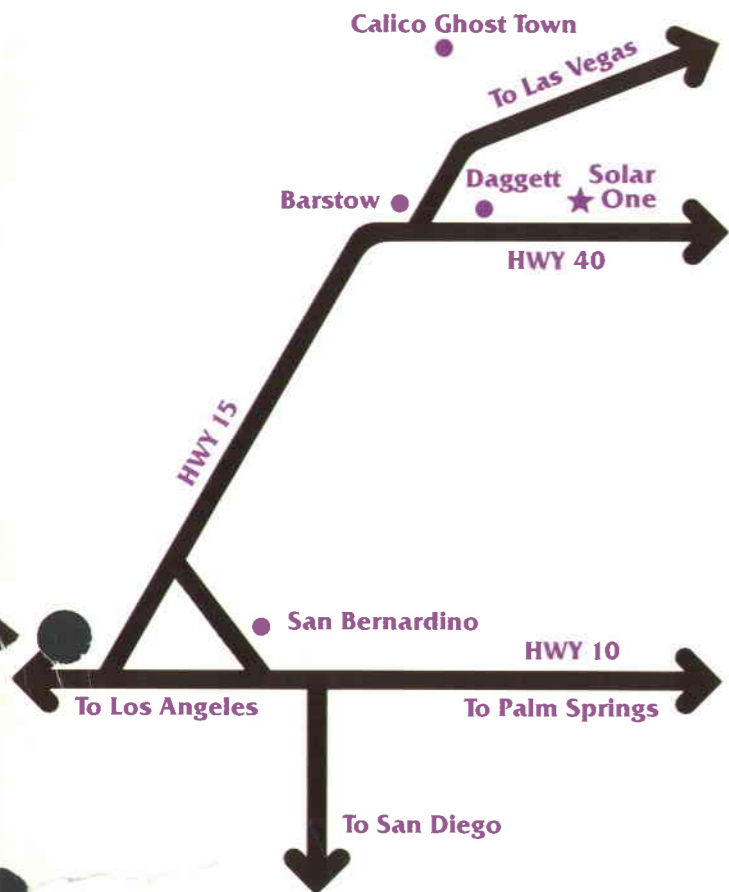 Calico Ghost Town
To Las Vegas
Daggett
Solar
One
Barstow
HWY 40
HWY 15
San Bernardino
HWY 10
To Los Angeles
To Palm Springs
To San Diego